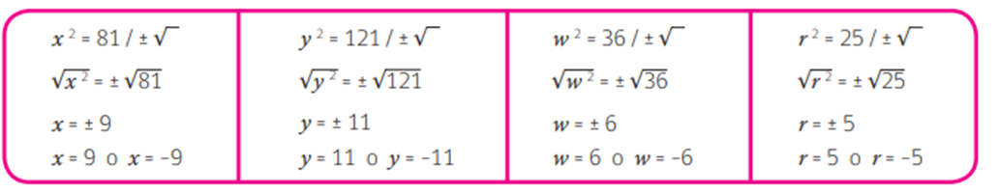 x² = 81 / ± √
√x² = ± √81
x = ± 9
x = 9 o x = -9
y² = 121 / ± √
√y² = ± √121
y = ± 11
y = 11 o y = -11
w² = 36 / ± √
√w² = ± √36
w = ± 6
w = 6 o w = -6
r² = 25 / ± √
√r² = ± √25
r = ± 5
r = 5 o r = -5